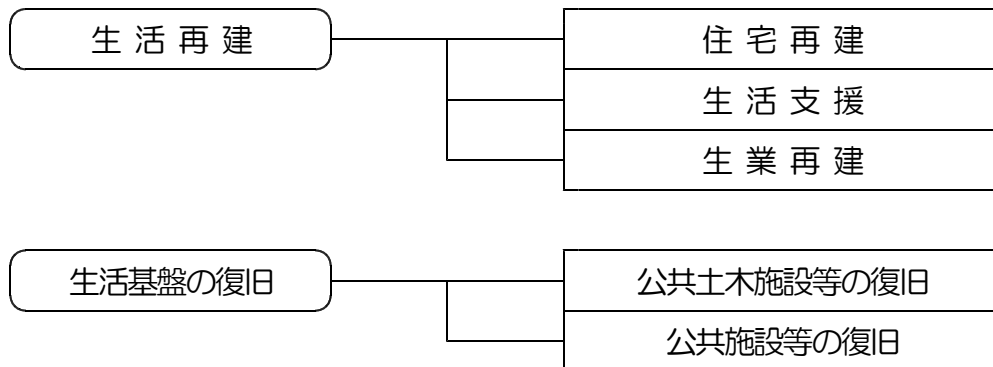 生活再建
住宅再建
生活支援
生業再建
生活基盤の復旧
公共土木施設等の復旧
公共施設等の復旧